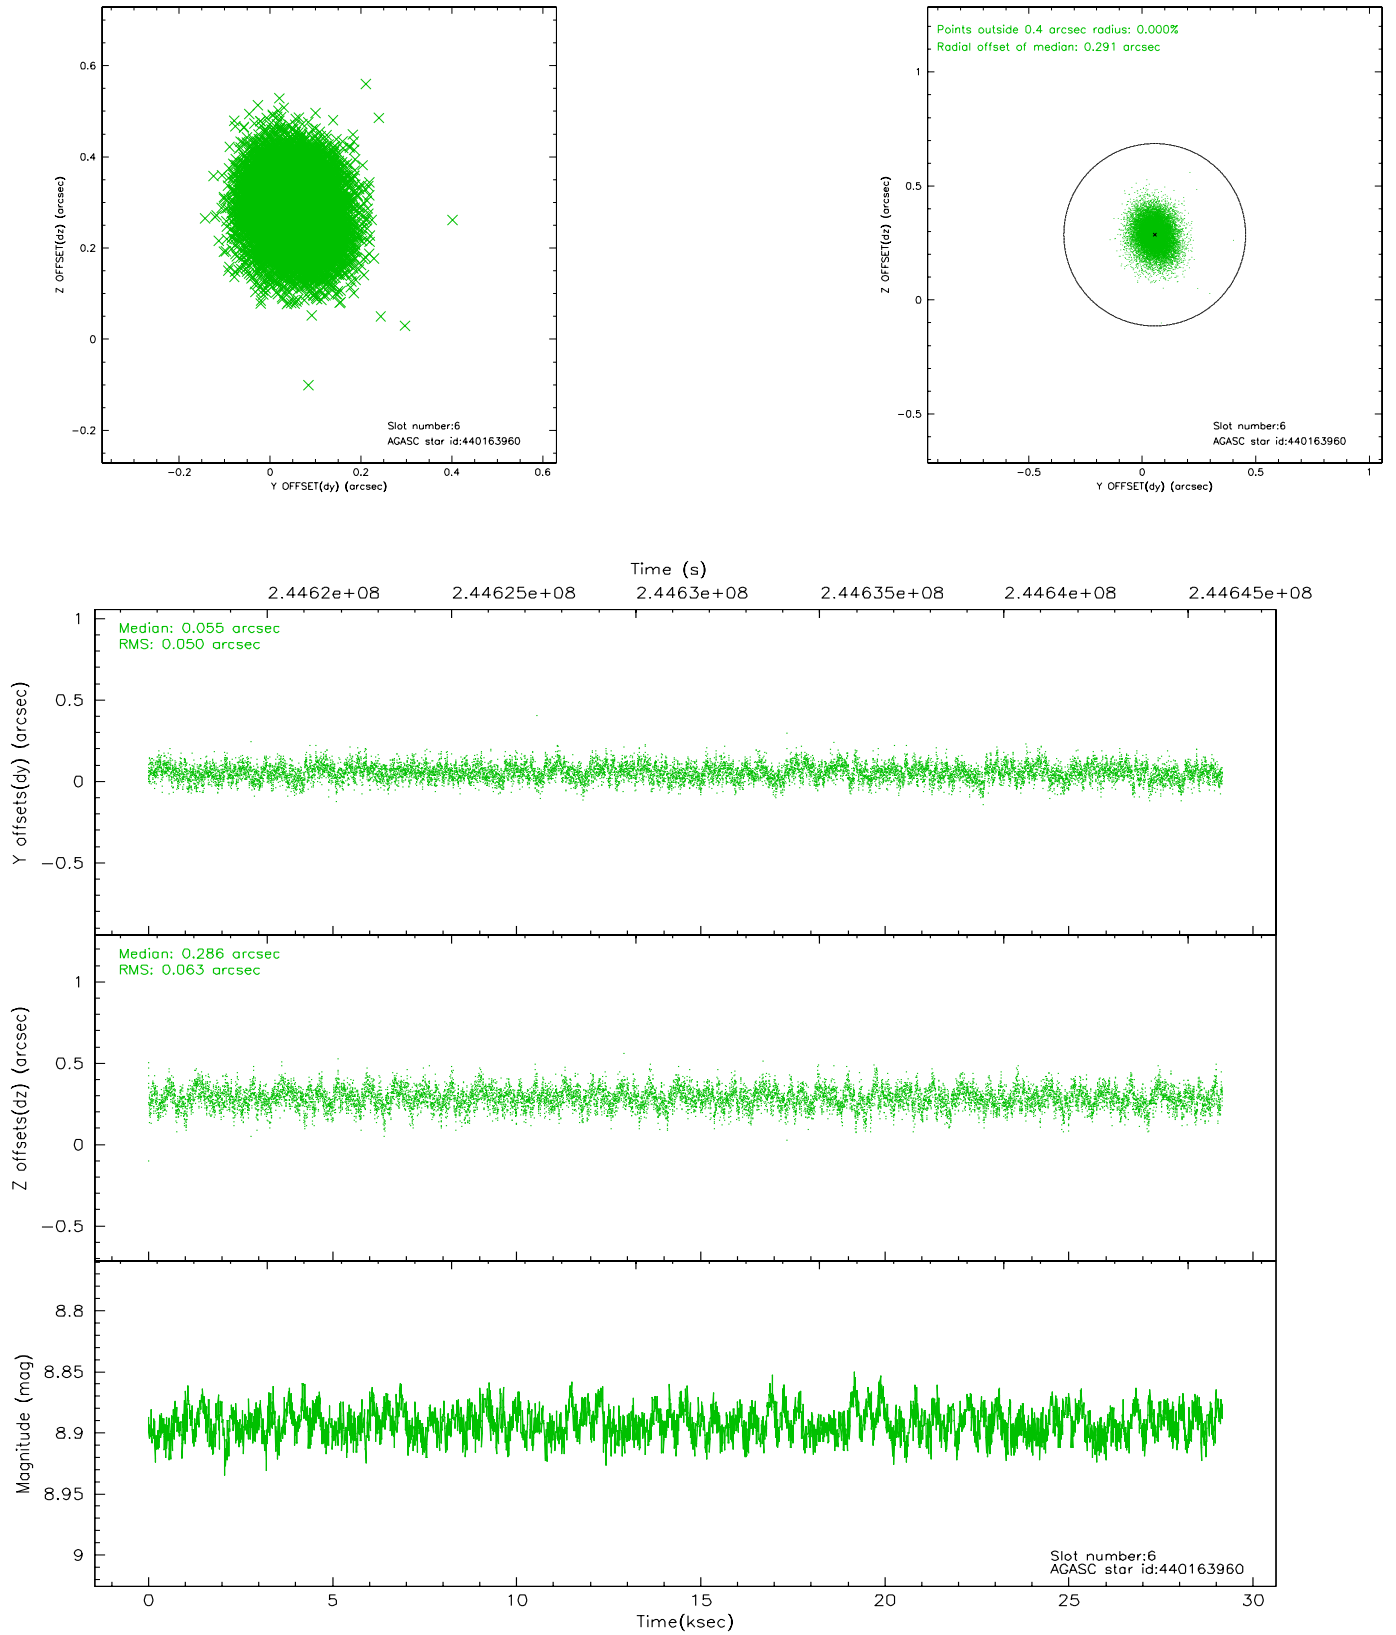 0.6
0.4
0.2
0
−0.2
Z OFFSET(dz) (arcsec)
Slot number:6
AGASC star id:440163960
−0.2 0 0.2 0.4 0.6
Y OFFSET(dy) (arcsec)
Points outside 0.4 arcsec radius: 0.000%
Radial offset of median: 0.291 arcsec
1
0.5
0
−0.5
Z OFFSET(dz) (arcsec)
Slot number:6
AGASC star id:440163960
−0.5 0 0.5 1
Y OFFSET(dy) (arcsec)
Time (s)
2.4462e+08 2.44625e+08 2.4463e+08 2.44635e+08 2.4464e+08 2.44645e+08
Median: 0.055 arcsec
RMS: 0.050 arcsec
1
0.5
0
−0.5
Y offsets(dy) (arcsec)
Median: 0.286 arcsec
RMS: 0.063 arcsec
1
0.5
0
−0.5
Z offsets(dz) (arcsec)
8.8
8.85
8.9
8.95
9
Magnitude (mag)
Slot number:6
AGASC star id:440163960
0 5 10 15 20 25 30
Time(ksec)